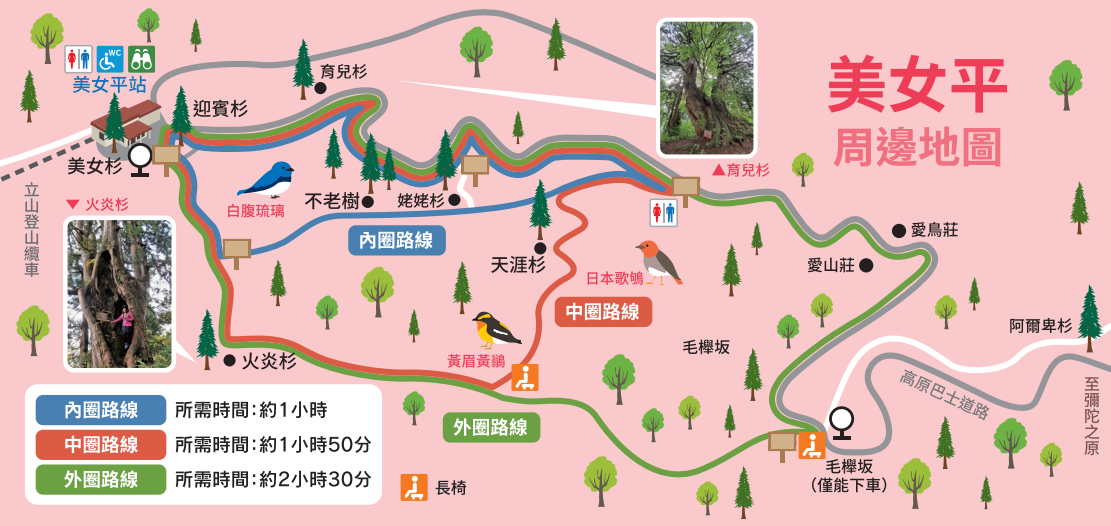 美女平
周邊地圖
WC
美女平站
迎賓杉
育兒杉
▲育兒杉
美女杉
立山登山纜車
▼ 火炎杉
白腹琉璃
不老樹
姥姥杉
內圈路線
天涯杉
日本歌鴝
中圈路線
愛鳥莊
愛山莊
黃眉黃鶲
毛櫸坂
阿爾卑杉
火炎杉
高原巴士道路
至彌陀之原
外圈路線
毛櫸坂
(僅能下車)
內圈路線 所需時間：約1小時
中圈路線 所需時間：約1小時50分
外圈路線 所需時間：約2小時30分
長椅